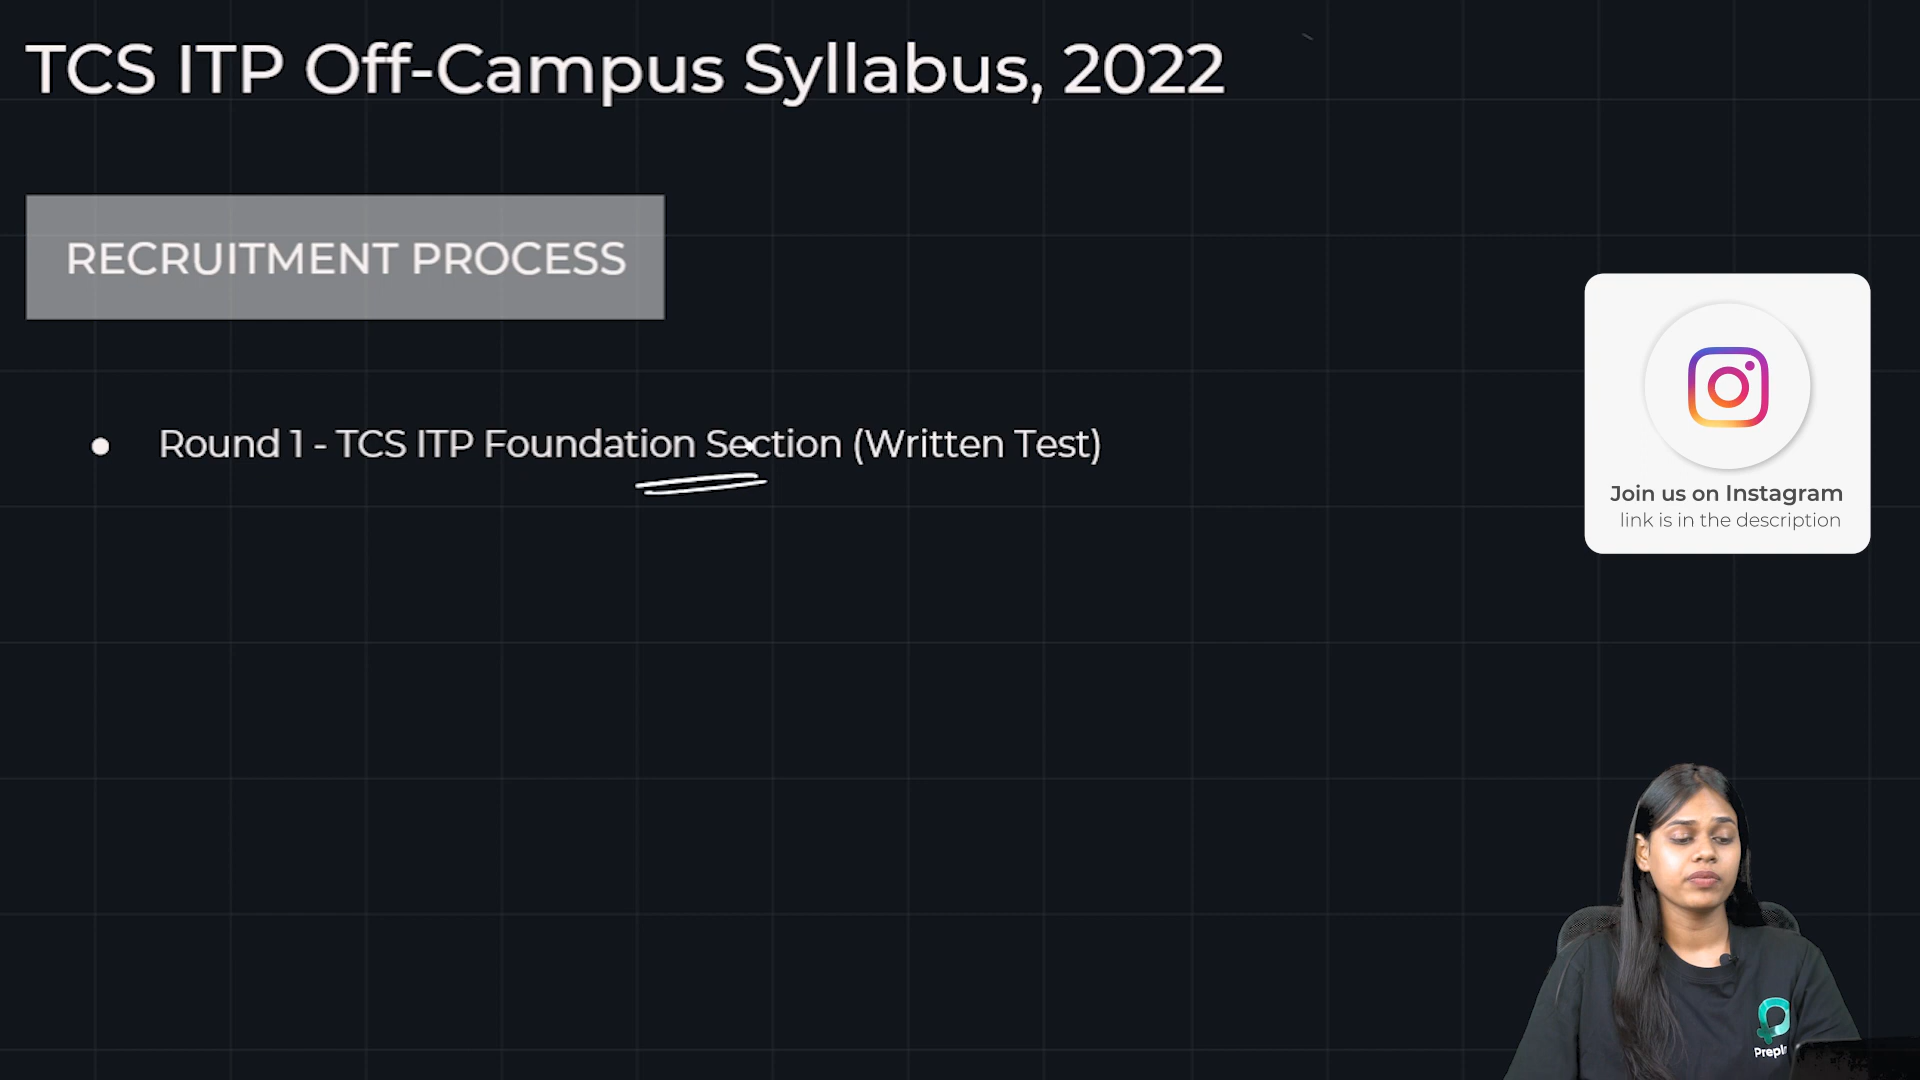 TCS ITP Off-Campus Syllabus, 2022
RECRUITMENT PROCESS
Round 1 - TCS ITP Foundation Section (Written Test)
Join us on Instagram
link is in the description